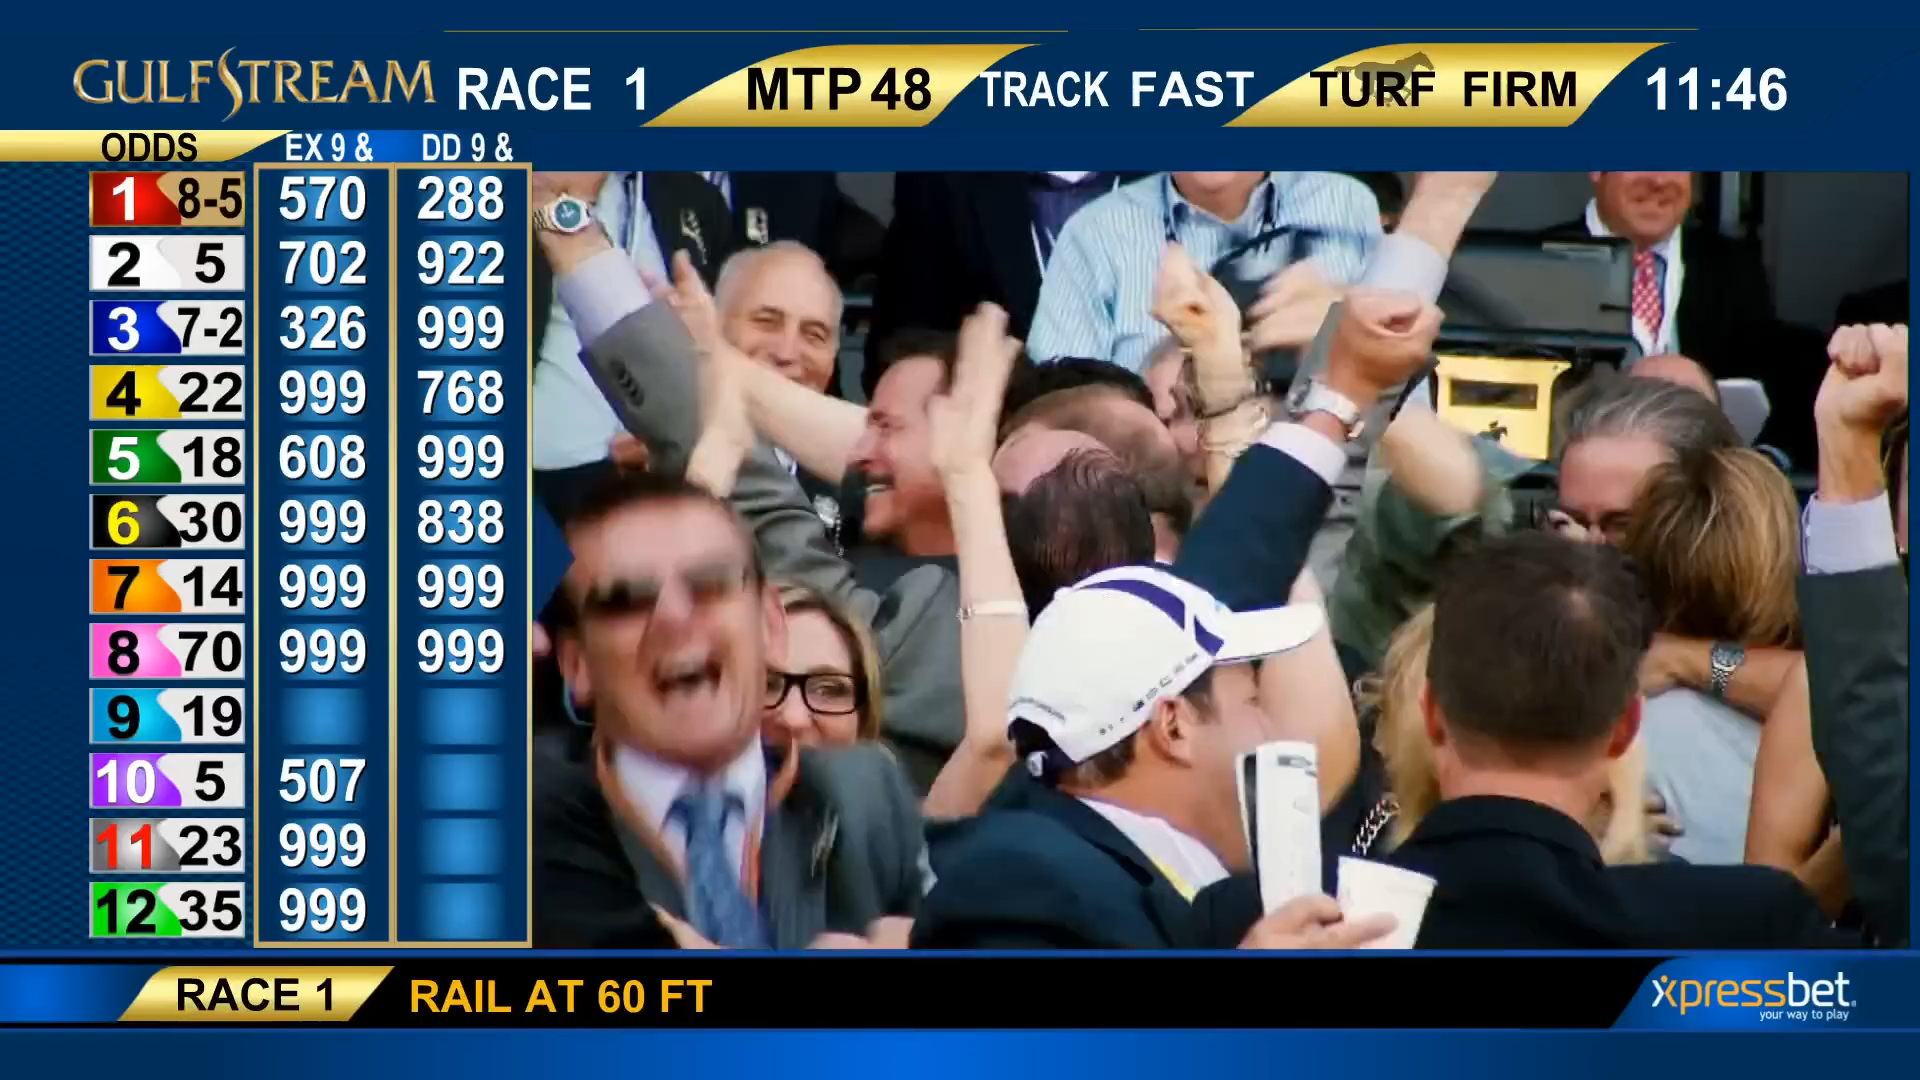 GULFSTREAM RACE 1 MTP 48 TRACK FAST TURF FIRM 11:46
ODDS EX 9 & DD 9 &
1 8-5 570 288
2 5 702 922
3 7-2 326 999
4 22 999 768
5 18 608 999
6 30 999 838
7 14 999 999
8 70 999 999
9 19
10 5 507
11 23 999
12 35 999
RACE 1 RAIL AT 60 FT
xpressbet.
your way to play